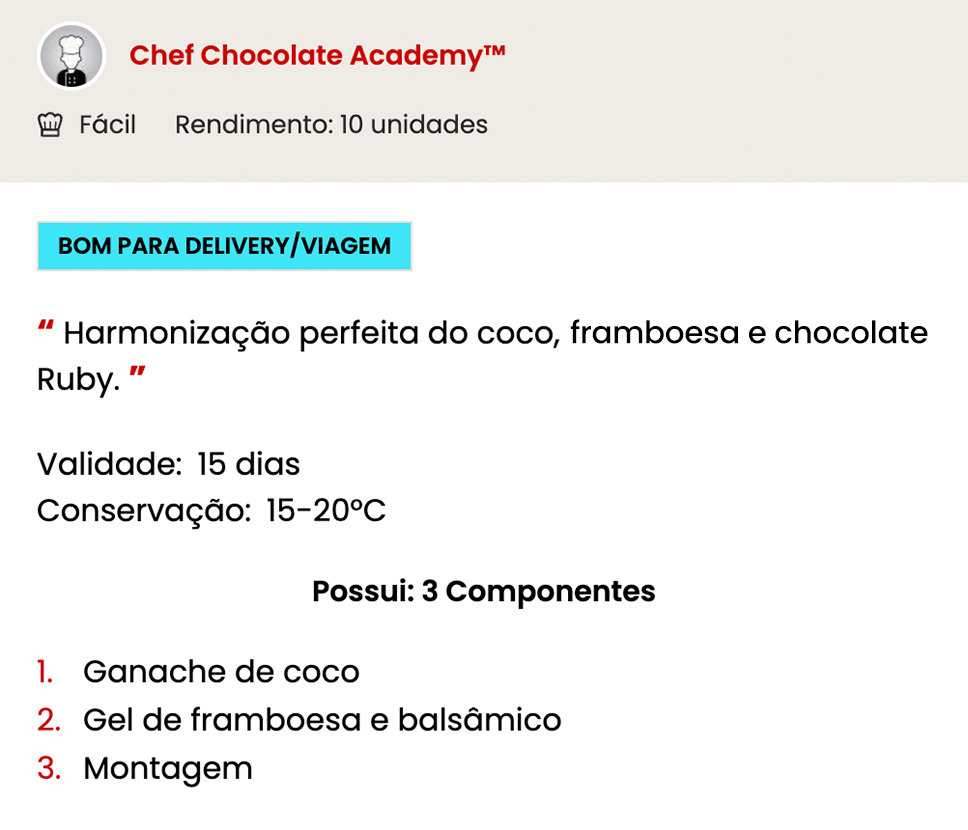 Chef Chocolate Academy™
Fácil Rendimento: 10 unidades
BOM PARA DELIVERY/VIAGEM
“ Harmonização perfeita do coco, framboesa e chocolate
Ruby. ”
Validade: 15 dias
Conservação: 15-20°C
Possui: 3 Componentes
1. Ganache de coco
2. Gel de framboesa e balsâmico
3. Montagem